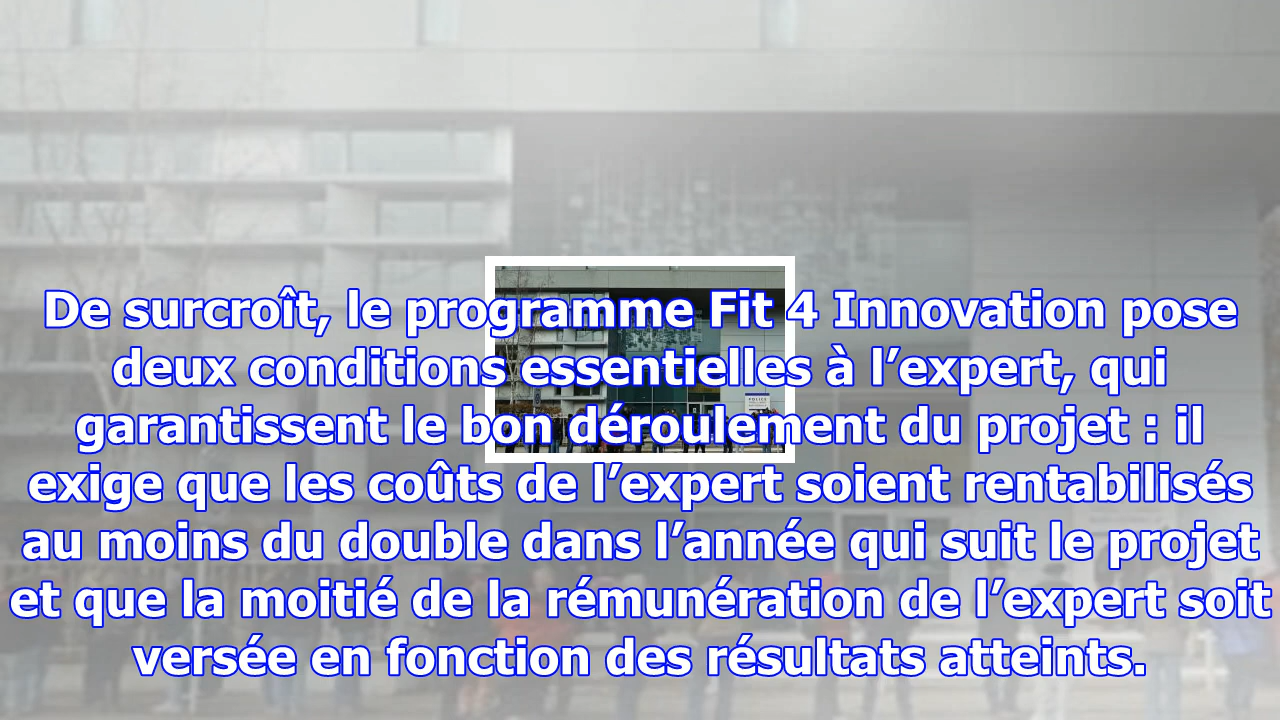 De surcroît, le programme Fit 4 Innovation pose
deux conditions essentielles à l’expert, qui
garantissent le bon déroulement du projet : il
exige que les coûts de l’expert soient rentabilisés
au moins du double dans l’année qui suit le projet
et que la moitié de la rémunération de l’expert soit
versée en fonction des résultats atteints.
POLICE